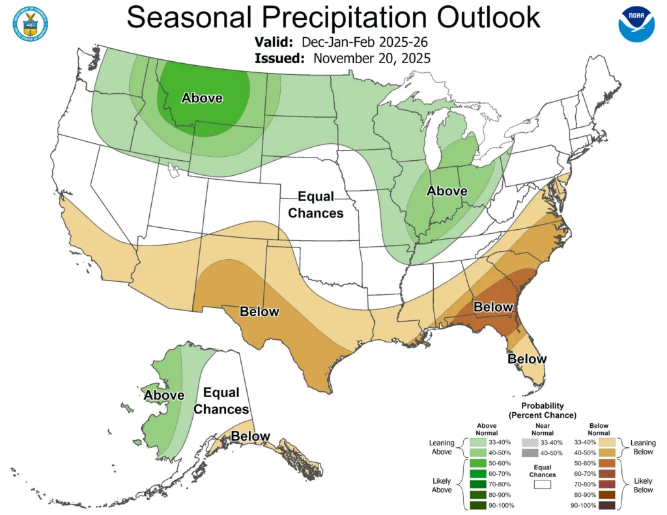 Seasonal Precipitation Outlook
Valid: Dec-Jan-Feb 2025-26
Issued: November 20, 2025
NOAA
Above
Equal
Chances
Above
Below
Below
Below
Above
Equal
Chances
Below
Probability
(Percent Chance)
Above
Normal
Near
Normal
Below
Normal
Leaning
Above
Likely
Above
33-40%
40-50%
50-60%
60-70%
70-80%
80-90%
90-100%
33-40%
40-50%
Equal
Chances
33-40%
40-50%
50-60%
60-70%
70-80%
80-90%
90-100%
Leaning
Below
Likely
Below